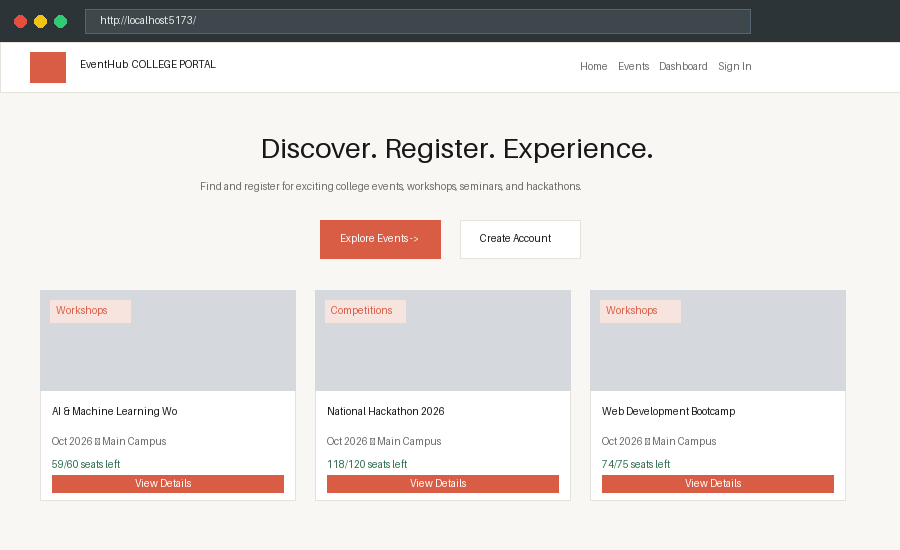 http://localhost:5173/
EventHub COLLEGE PORTAL
Home Events Dashboard Sign In
Discover. Register. Experience.
Find and register for exciting college events, workshops, seminars, and hackathons.
Explore Events -> Create Account
Workshops Competitions Workshops
AI & Machine Learning Wo National Hackathon 2026 Web Development Bootcamp
Oct 2026 Main Campus Oct 2026 Main Campus Oct 2026 Main Campus
59/60 seats left 118/120 seats left 74/75 seats left
View Details View Details View Details